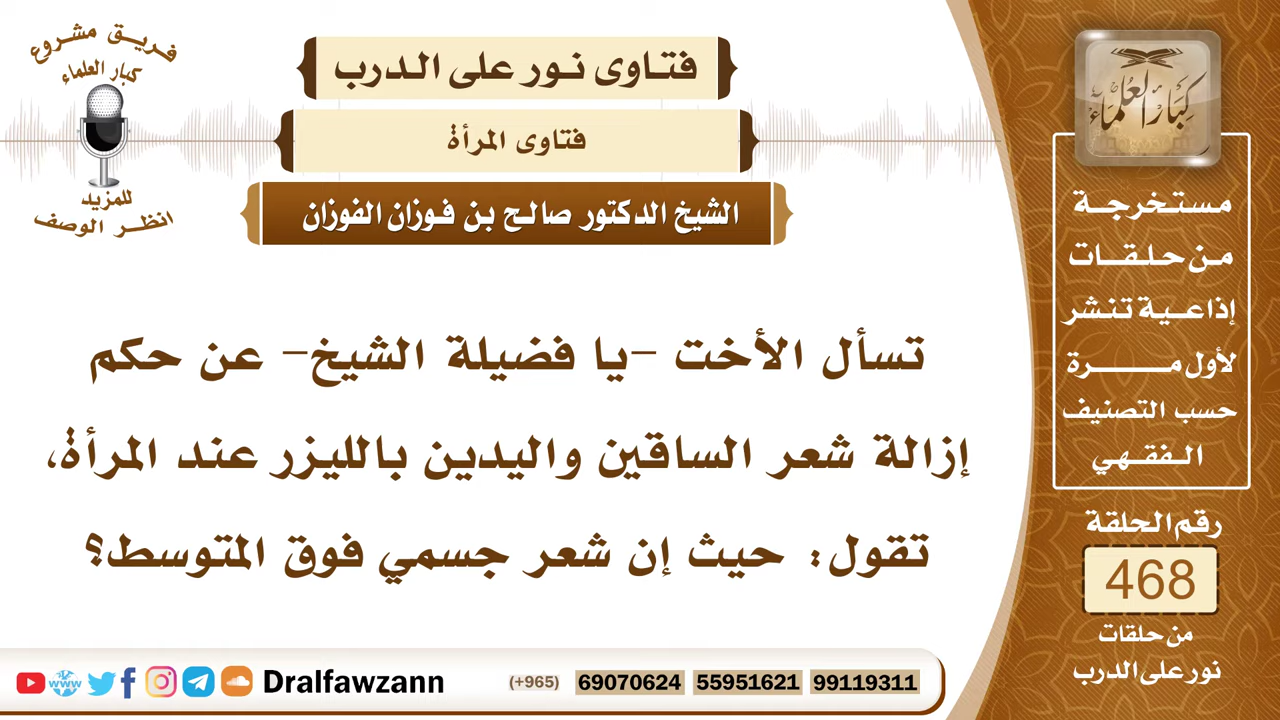 فريق مشروع
كبار العلماء
للمزيد
انظر الوصف
فتاوى نور على الدرب
فتاوى المرأة
الشيخ الدكتور صالح بن فوزان الفوزان
تسأل الأخت -يا فضيلة الشيخ- عن حكم
إزالة شعر الساقين واليدين بالليزر عند المرأة،
تقول: حيث إن شعر جسمي فوق المتوسط؟
كبار العلماء
مستخرجة
من حلقات
إذاعية تنشر
لأول مرة
حسب التصنيف
الفقهي
رقم الحلقة
468
من حلقات
نور على الدرب
www Dralfawzann (+965) 69070624 55951621 99119311